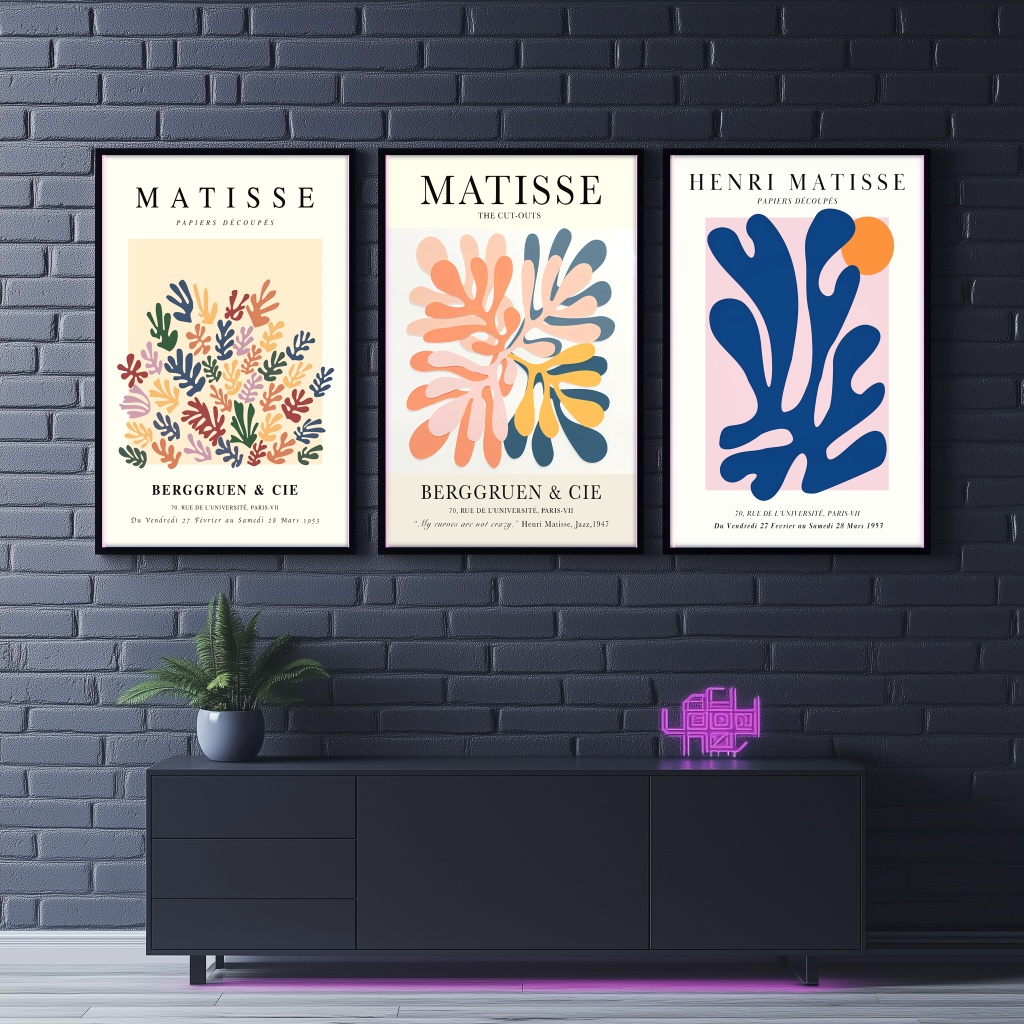 MATISSE
PAPIERS DÉCOUPÉS
BERGGRUEN & CIE
70, RUE DE L'UNIVERSITÉ, PARIS-VII
Du Vendredi 27 Février au Samedi 28 Mars 1953
MATISSE
THE CUT-OUTS
BERGGRUEN & CIE
70, RUE DE L'UNIVERSITÉ, PARIS-VII
"My curves are not crazy." Henri Matisse, Jazz,1947
HENRI MATISSE
PAPIERS DÉCOUPÉS
70, RUE DE L'UNIVERSITÉ, PARIS-VII
Du Vendredi 27 Fevrier au Samedi 28 Mars 1953